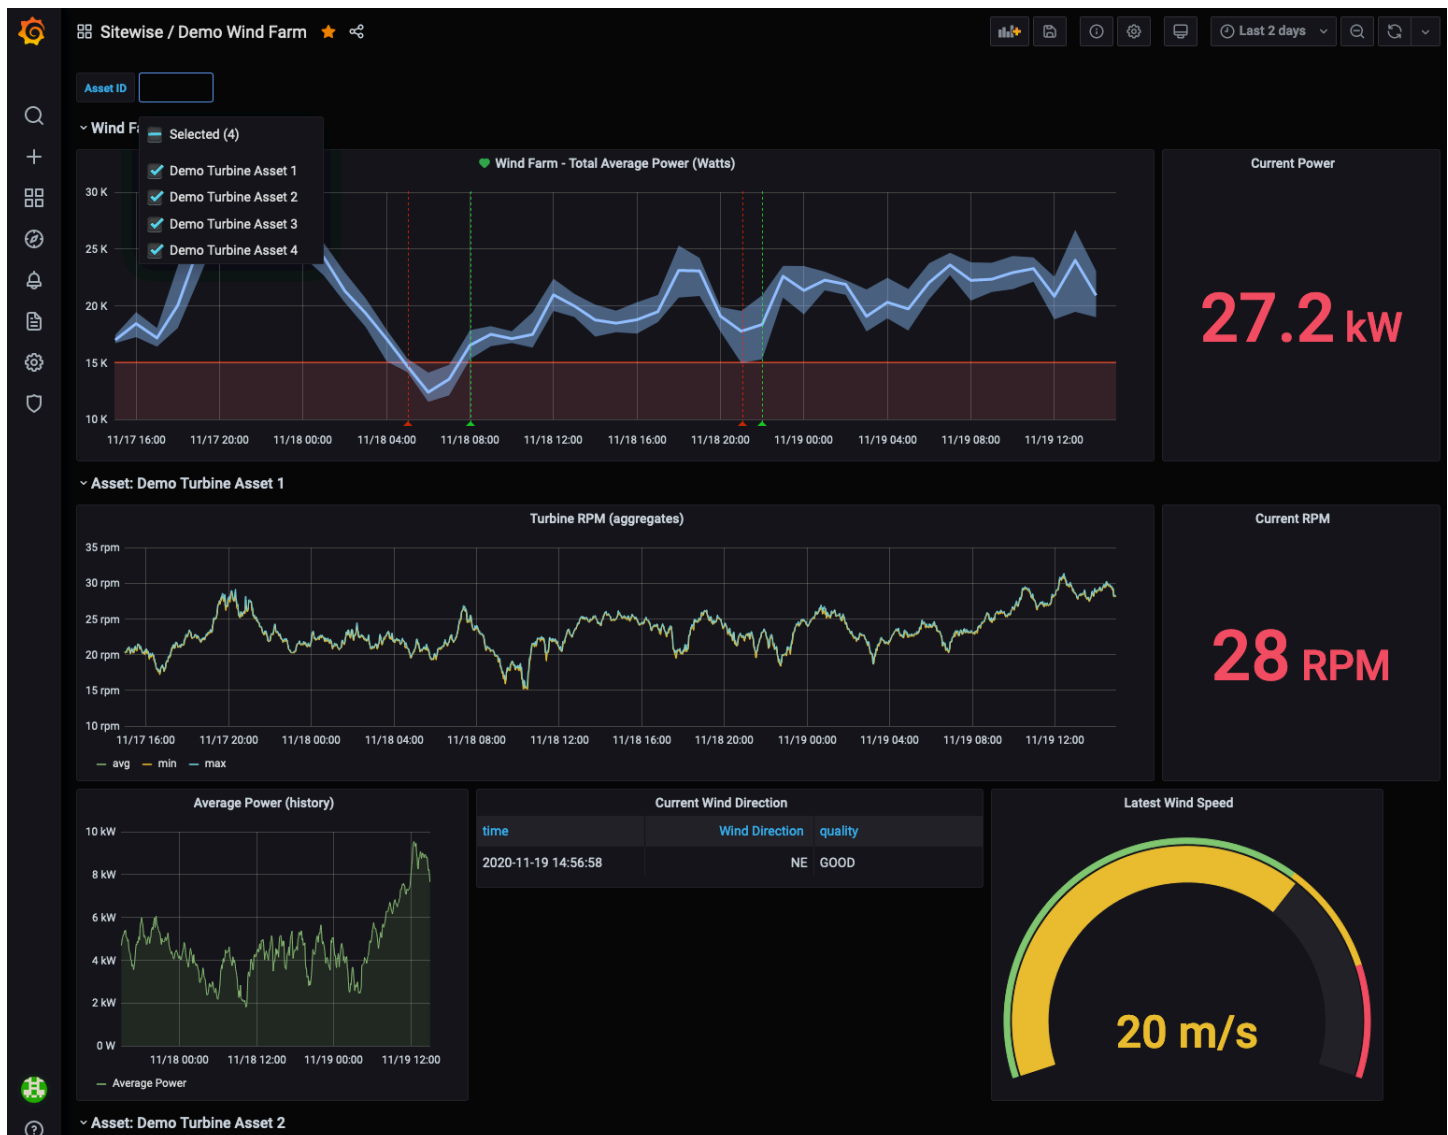 Sitewise / Demo Wind Farm
Last 2 days
Asset ID
Wind Fa
Selected (4)
Demo Turbine Asset 1
Demo Turbine Asset 2
Demo Turbine Asset 3
Demo Turbine Asset 4
Wind Farm - Total Average Power (Watts)
30 K
25 K
20 K
15 K
10 K
11/17 16:00 11/17 20:00 11/18 00:00 11/18 04:00 11/18 08:00 11/18 12:00 11/18 16:00 11/18 20:00 11/19 00:00 11/19 04:00 11/19 08:00 11/19 12:00
Current Power
27.2 kW
Asset: Demo Turbine Asset 1
Turbine RPM (aggregates)
35 rpm
30 rpm
25 rpm
20 rpm
15 rpm
10 rpm
11/17 16:00 11/17 20:00 11/18 00:00 11/18 04:00 11/18 08:00 11/18 12:00 11/18 16:00 11/18 20:00 11/19 00:00 11/19 04:00 11/19 08:00 11/19 12:00
avg min max
Current RPM
28 RPM
Average Power (history)
10 kW
8 kW
6 kW
4 kW
2 kW
0 W
11/18 00:00 11/18 12:00 11/19 00:00 11/19 12:00
Average Power
Current Wind Direction
time Wind Direction quality
2020-11-19 14:56:58 NE GOOD
Latest Wind Speed
20 m/s
Asset: Demo Turbine Asset 2